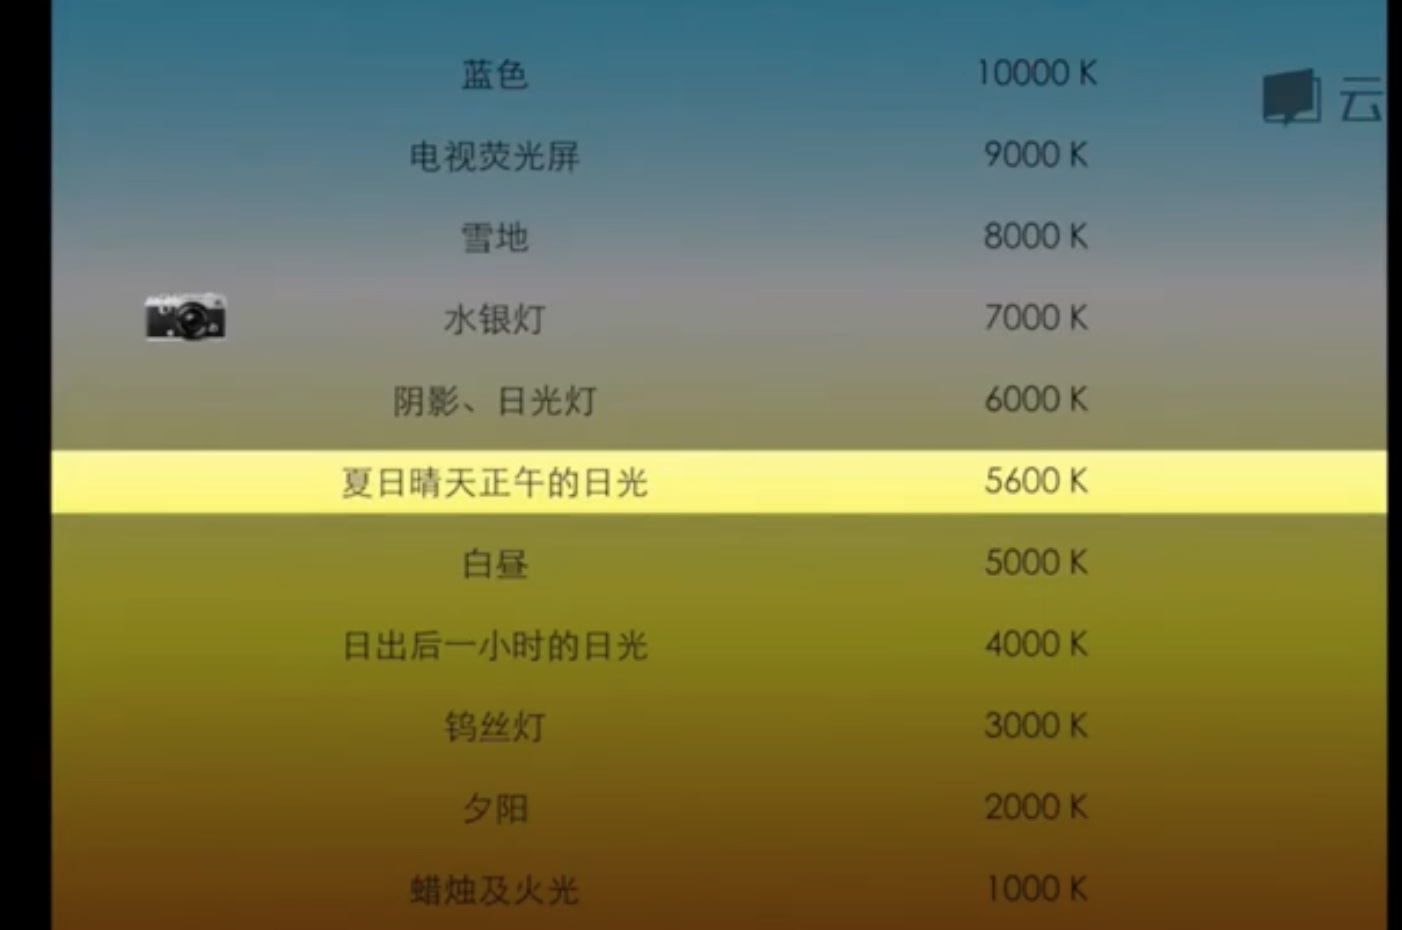 蓝色 10000 K
云
电视荧光屏 9000 K
雪地 8000 K
水银灯 7000 K
阴影、日光灯 6000 K
夏日晴天正午的日光 5600 K
白昼 5000 K
日出后一小时的日光 4000 K
钨丝灯 3000 K
夕阳 2000 K
蜡烛及火光 1000 K